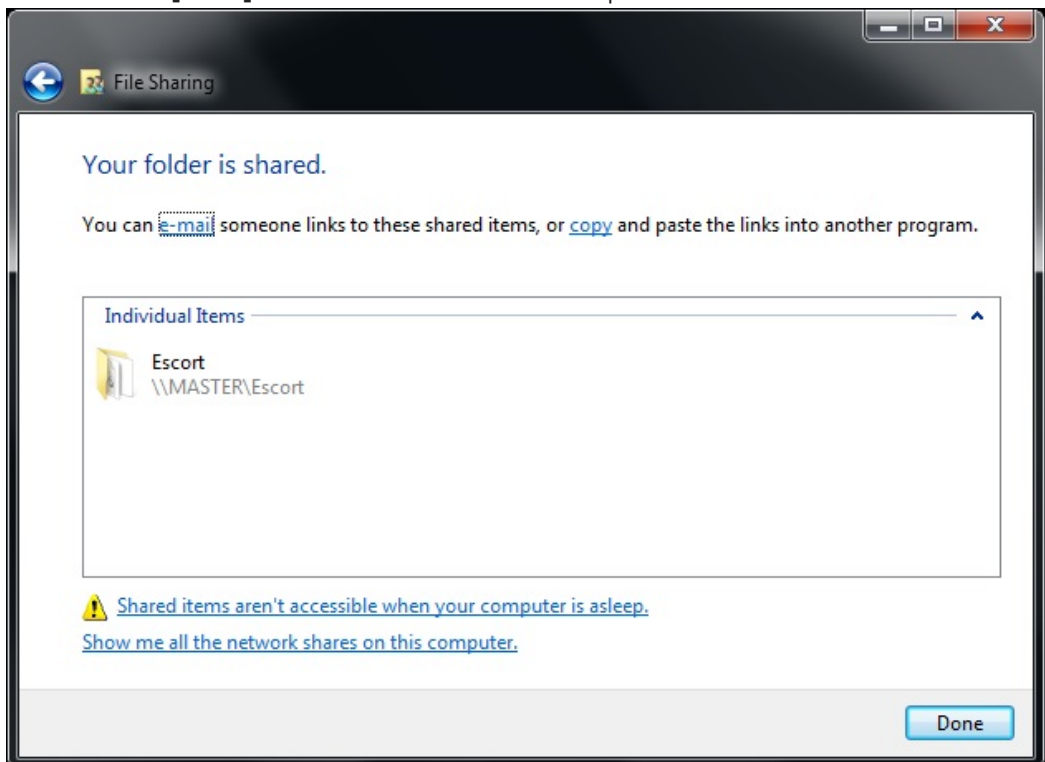 File Sharing
Your folder is shared.
You can e-mail someone links to these shared items, or copy and paste the links into another program.
Individual Items
Escort
\\MASTER\Escort
Shared items aren't accessible when your computer is asleep.
Show me all the network shares on this computer.
Done